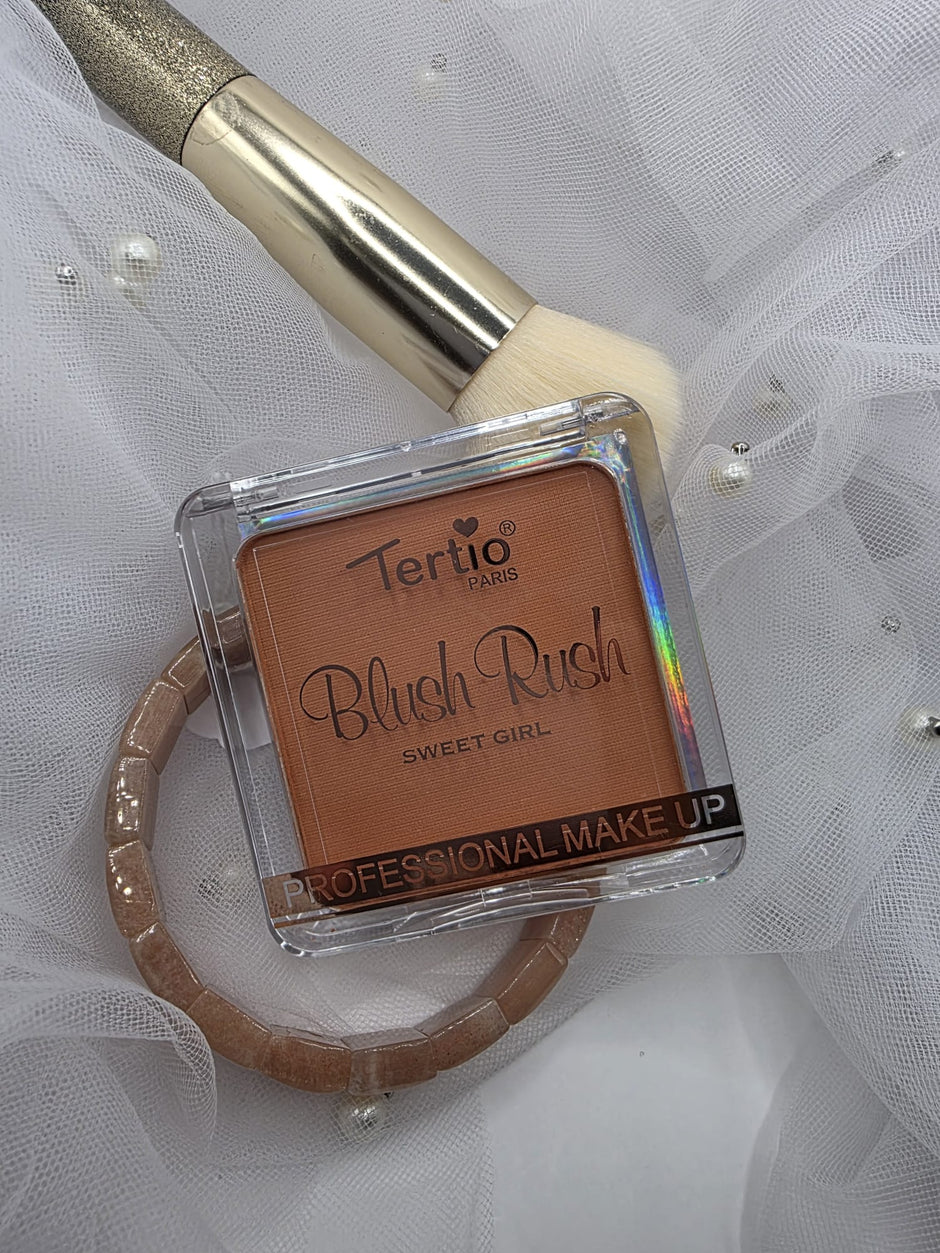 Tertio®
PARIS
Blush Rush
SWEET GIRL
PROFESSIONAL MAKE UP